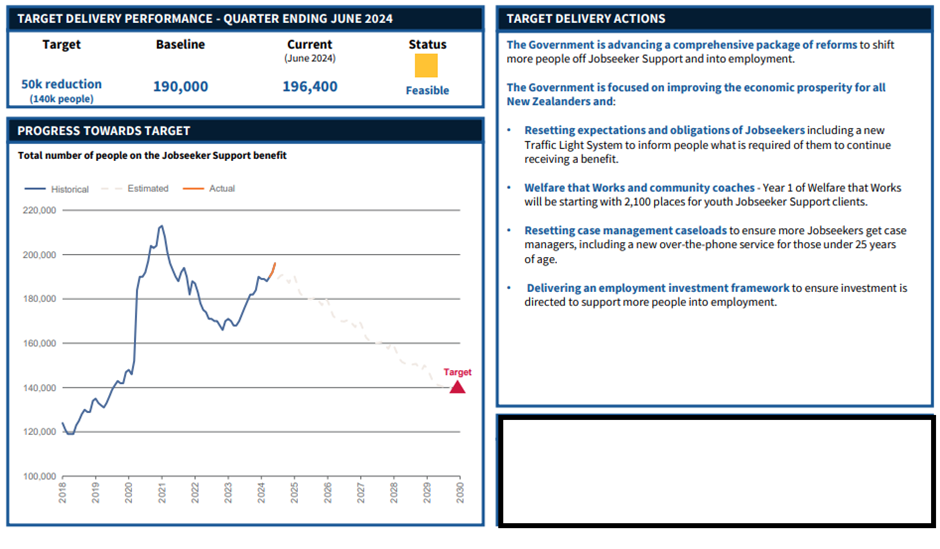 TARGET DELIVERY PERFORMANCE - QUARTER ENDING JUNE 2024
Target Baseline Current Status
(June 2024)
50k reduction 190,000 196,400 Feasible
(140k people)
PROGRESS TOWARDS TARGET
Total number of people on the Jobseeker Support benefit
Historical Estimated Actual
220,000
200,000
180,000
160,000
140,000
120,000
100,000
Target
2018 2019 2020 2021 2022 2023 2024 2025 2026 2027 2028 2029 2030
TARGET DELIVERY ACTIONS
The Government is advancing a comprehensive package of reforms to shift
more people off Jobseeker Support and into employment.
The Government is focused on improving the economic prosperity for all
New Zealanders and:
• Resetting expectations and obligations of Jobseekers including a new
Traffic Light System to inform people what is required of them to continue
receiving a benefit.
• Welfare that Works and community coaches - Year 1 of Welfare that Works
will be starting with 2,100 places for youth Jobseeker Support clients.
• Resetting case management caseloads to ensure more Jobseekers get case
managers, including a new over-the-phone service for those under 25 years
of age.
• Delivering an employment investment framework to ensure investment is
directed to support more people into employment.